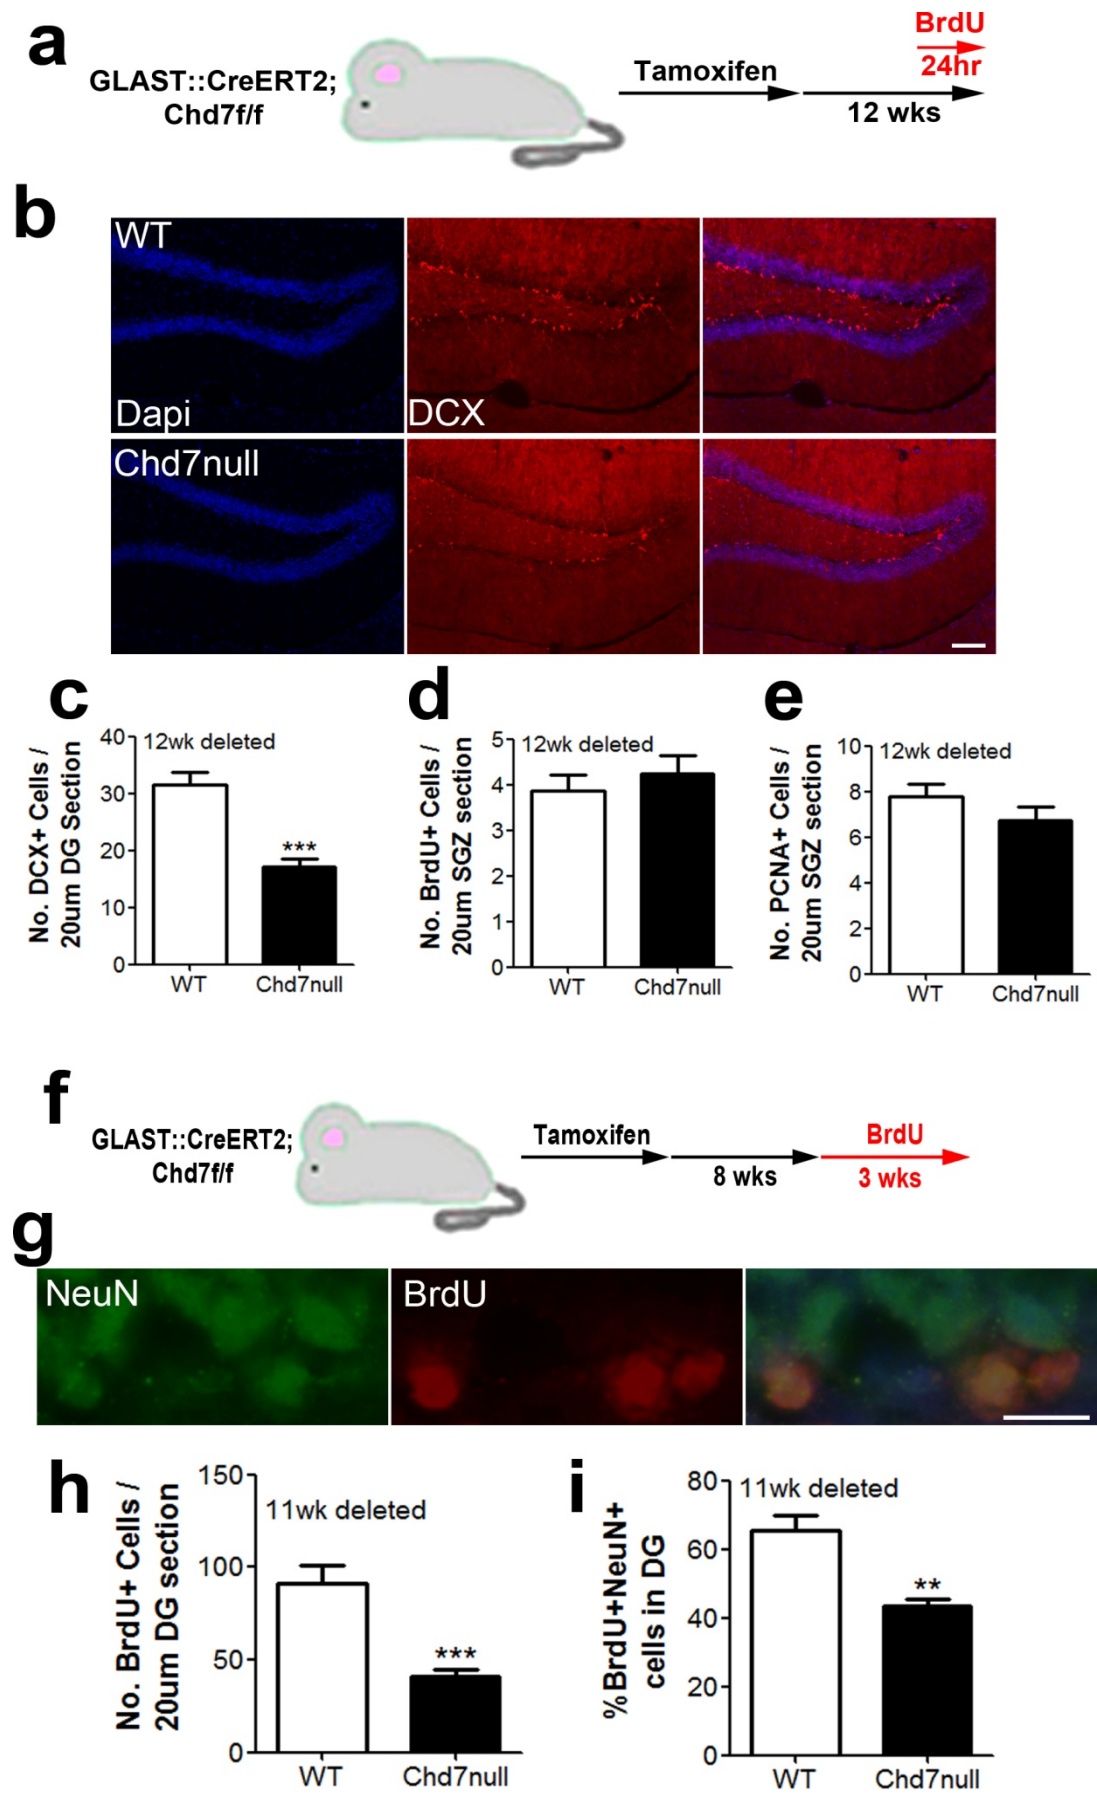 a
GLAST::CreERT2;
Chd7f/f
Tamoxifen
12 wks
BrdU
24hr
b
WT
Dapi
DCX
Chd7null
c
No. DCX+ Cells /
20um DG Section
40
30
20
10
0
12wk deleted
***
WT
Chd7null
d
No. BrdU+ Cells /
20um SGZ section
5
4
3
2
1
0
12wk deleted
WT
Chd7null
e
No. PCNA+ Cells /
20um SGZ section
10
8
6
4
2
0
12wk deleted
WT
Chd7null
f
GLAST::CreERT2;
Chd7f/f
Tamoxifen
8 wks
BrdU
3 wks
g
NeuN
BrdU
h
No. BrdU+ Cells /
20um DG section
150
100
50
0
11wk deleted
***
WT
Chd7null
i
%BrdU+NeuN+
cells in DG
80
60
40
20
0
11wk deleted
**
WT
Chd7null